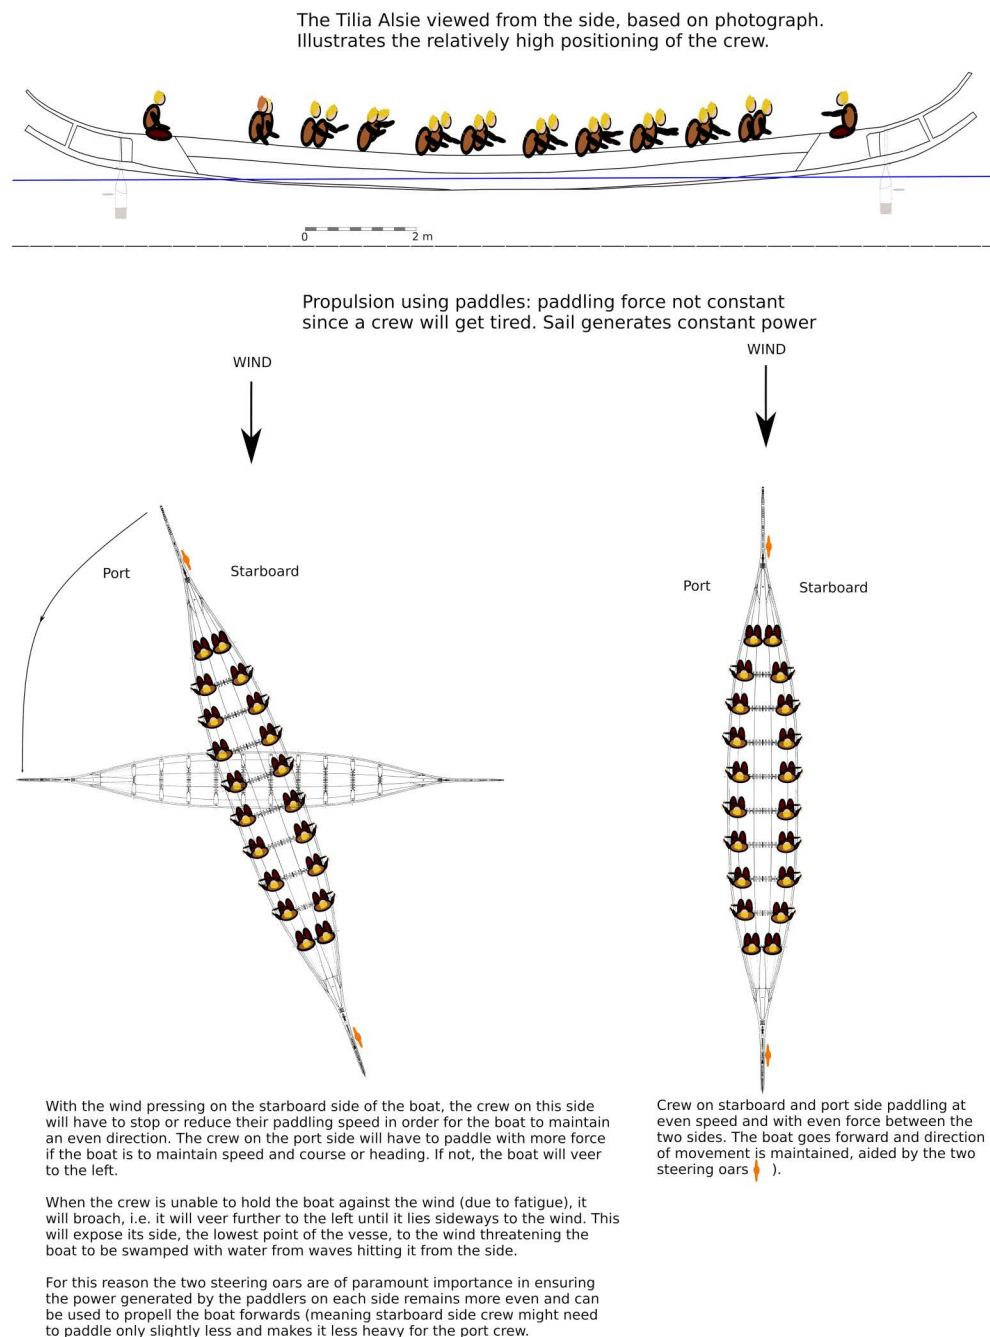 The Tilia Alsie viewed from the side, based on photograph.
Illustrates the relatively high positioning of the crew.
0 2 m
Propulsion using paddles: paddling force not constant
since a crew will get tired. Sail generates constant power
WIND
WIND
Port
Starboard
Port
Starboard
With the wind pressing on the starboard side of the boat, the crew on this side
will have to stop or reduce their paddling speed in order for the boat to maintain
an even direction. The crew on the port side will have to paddle with more force
if the boat is to maintain speed and course or heading. If not, the boat will veer
to the left.
When the crew is unable to hold the boat against the wind (due to fatigue), it
will broach, i.e. it will veer further to the left until it lies sideways to the wind. This
will expose its side, the lowest point of the vesse, to the wind threatening the
boat to be swamped with water from waves hitting it from the side.
For this reason the two steering oars are of paramount importance in ensuring
the power generated by the paddlers on each side remains more even and can
be used to propell the boat forwards (meaning starboard side crew might need
to paddle only slightly less and makes it less heavy for the port crew.
Crew on starboard and port side paddling at
even speed and with even force between the
two sides. The boat goes forward and direction
of movement is maintained, aided by the two
steering oars ).